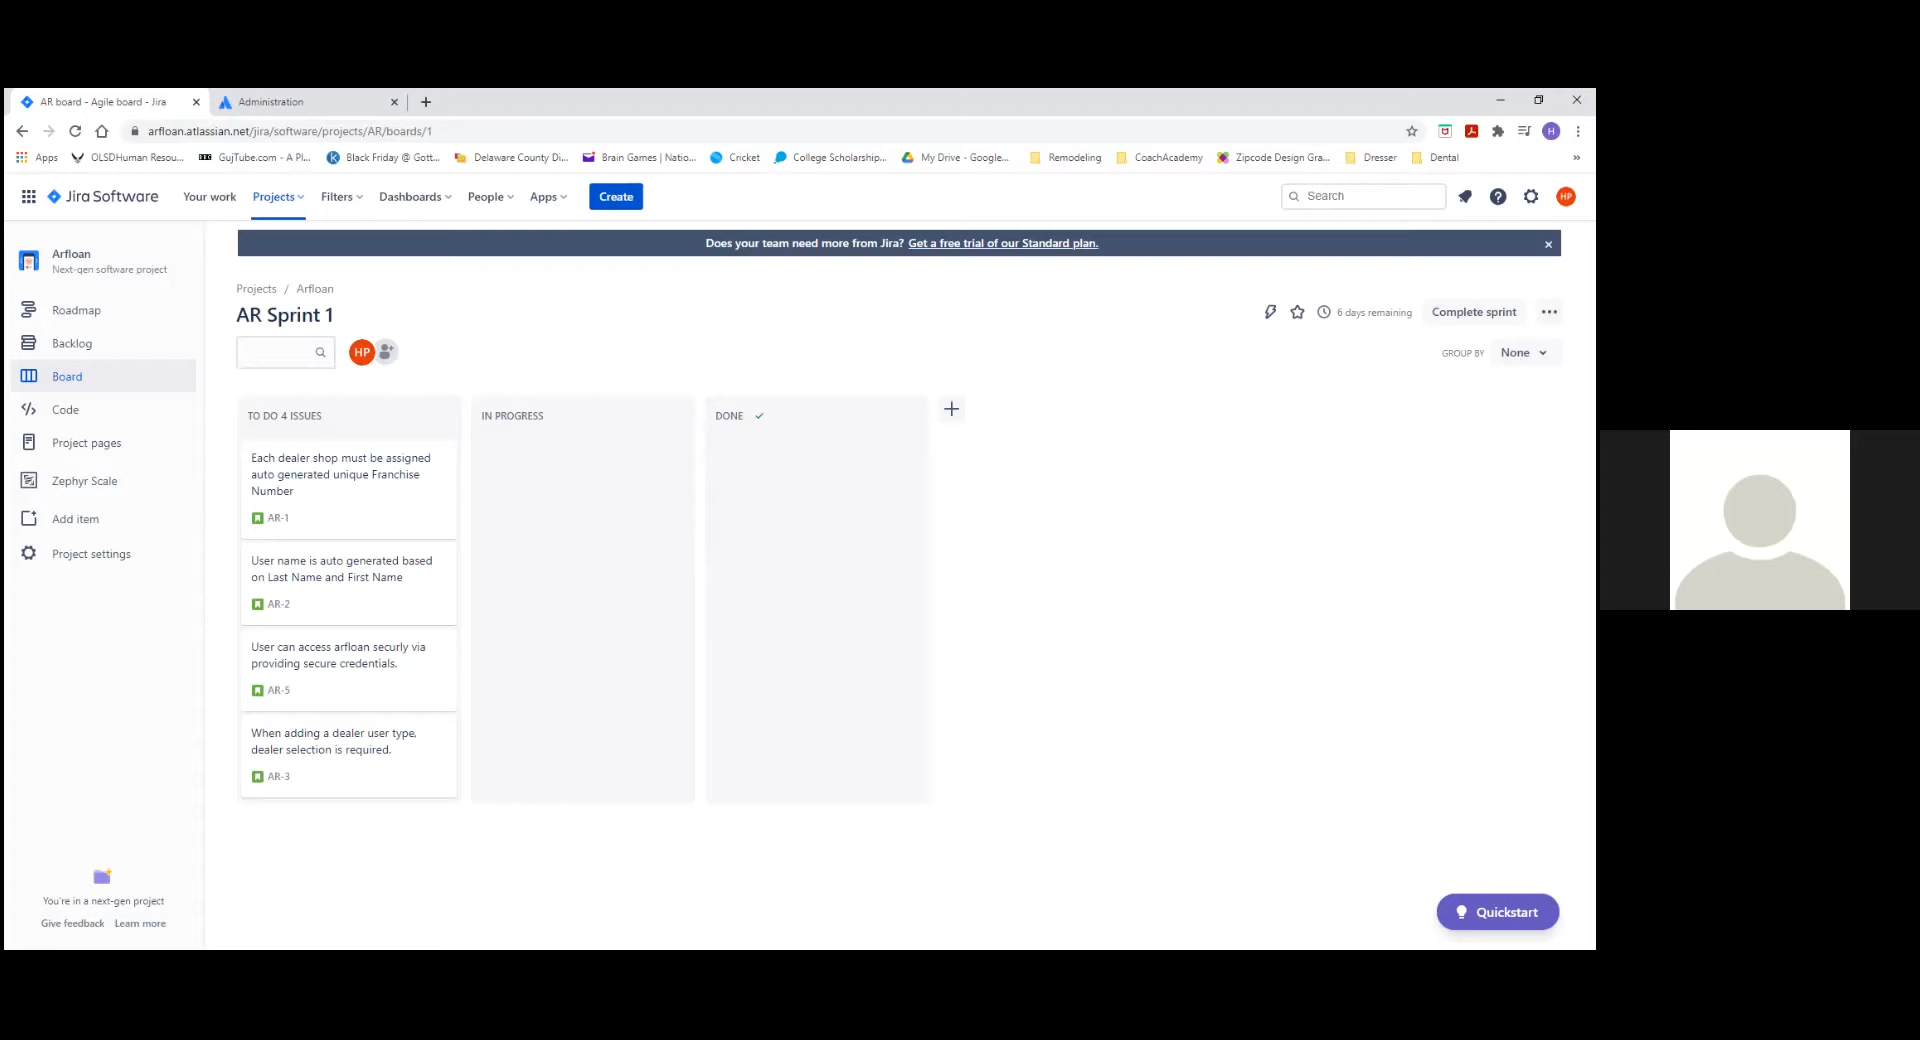 AR board - Agile board - Jira
Administration
arfloan.atlassian.net/jira/software/projects/AR/boards/1
H
Apps
OLSDHuman Resou...
GujTube.com - A Pl...
Black Friday @ Gott...
Delaware County Di...
Brain Games | Natio...
Cricket
College Scholarship...
My Drive - Google...
Remodeling
CoachAcademy
Zipcode Design Gra...
Dresser
Dental
»
Jira Software
Your work
Projects
Filters
Dashboards
People
Apps
Create
Search
HP
Arfloan
Next-gen software project
Does your team need more from Jira? Get a free trial of our Standard plan.
Roadmap
Backlog
Board
Code
Project pages
Zephyr Scale
Add item
Project settings
Projects / Arfloan
AR Sprint 1
6 days remaining
Complete sprint
HP
GROUP BY
None
TO DO 4 ISSUES
IN PROGRESS
DONE
Each dealer shop must be assigned
auto generated unique Franchise
Number
AR-1
User name is auto generated based
on Last Name and First Name
AR-2
User can access arfloan securly via
providing secure credentials.
AR-5
When adding a dealer user type,
dealer selection is required.
AR-3
You're in a next-gen project
Give feedback
Learn more
Quickstart